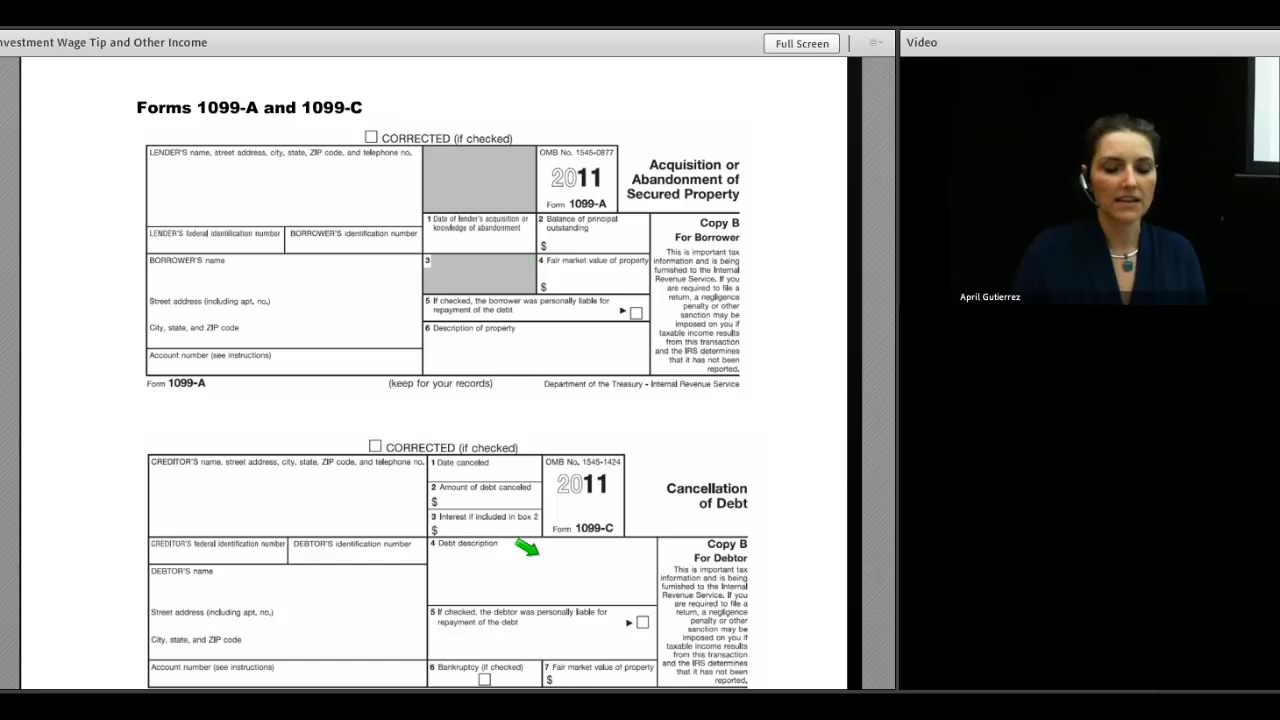 nvestment Wage Tip and Other Income
Full Screen
Video
Forms 1099-A and 1099-C
CORRECTED (if checked)
LENDER'S name, street address, city, state, ZIP code, and telephone no.
OMB No. 1545-0877
2011
Form 1099-A
Acquisition or
Abandonment of
Secured Property
1 Date of lender's acquisition or
knowledge of abandonment
2 Balance of principal
outstanding
$
Copy B
For Borrower
LENDER'S federal identification number
BORROWER'S identification number
This is important tax
information and is being
furnished to the Internal
Revenue Service. If you
are required to file a
return, a negligence
penalty or other
sanction may be
imposed on you if
taxable income results
from this transaction
and the IRS determines
that it has not been
reported.
BORROWER'S name
3
4 Fair market value of property
$
Street address (including apt. no.)
5 If checked, the borrower was personally liable for
repayment of the debt
City, state, and ZIP code
6 Description of property
Account number (see instructions)
Form 1099-A
(keep for your records)
Department of the Treasury - Internal Revenue Service
CORRECTED (if checked)
CREDITOR'S name, street address, city, state, ZIP code, and telephone no.
1 Date canceled
OMB No. 1545-1424
2 Amount of debt canceled
$
2011
Cancellation
of Debt
3 Interest if included in box 2
$
Form 1099-C
CREDITOR'S federal identification number
DEBTOR'S identification number
4 Debt description
Copy B
For Debtor
This is important tax
information and is being
furnished to the Internal
Revenue Service. If you
are required to file a
return, a negligence
penalty or other
sanction may be
imposed on you if
taxable income results
from this transaction
and the IRS determines
that it has not been
reported.
DEBTOR'S name
Street address (including apt. no.)
5 If checked, the debtor was personally liable for
repayment of the debt
City, state, and ZIP code
Account number (see instructions)
6 Bankruptcy (if checked)
7 Fair market value of property
$
April Gutierrez